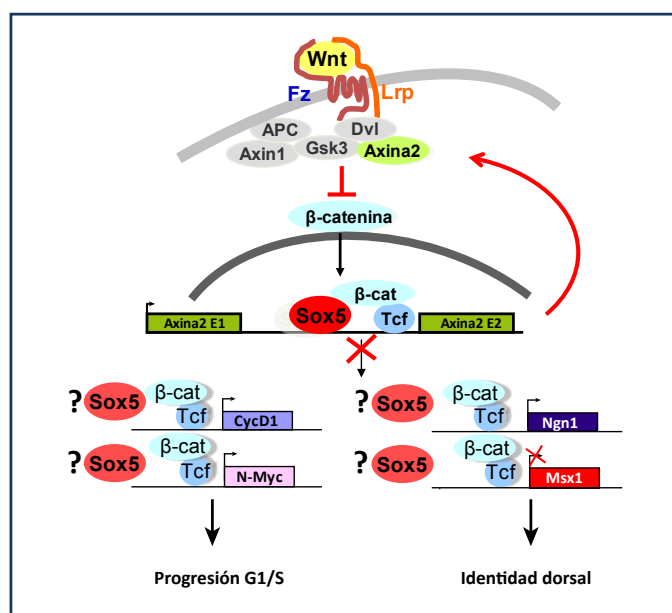 Wnt
Fz
Lrp
APC
Dvl
Axin1
Gsk3
Axina2
β-catenina
β-cat
Sox5
Tcf
Axina2 E1
Axina2 E2
? Sox5 β-cat Tcf CycD1
? Sox5 β-cat Tcf Ngn1
? Sox5 β-cat Tcf N-Myc
? Sox5 β-cat Tcf Msx1
Progresión G1/S
Identidad dorsal